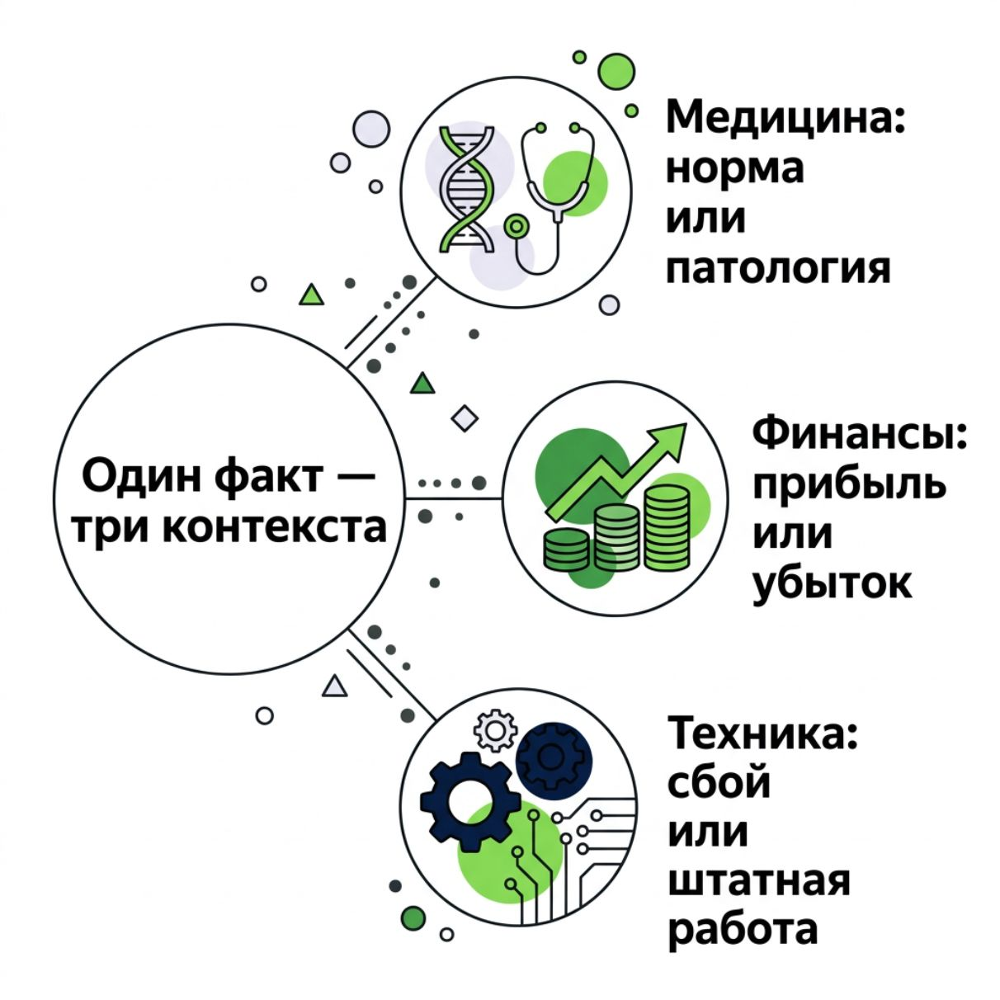 Один факт —
три контекста
Медицина:
норма
или
патология
Финансы:
прибыль
или
убыток
Техника:
сбой
или
штатная
работа